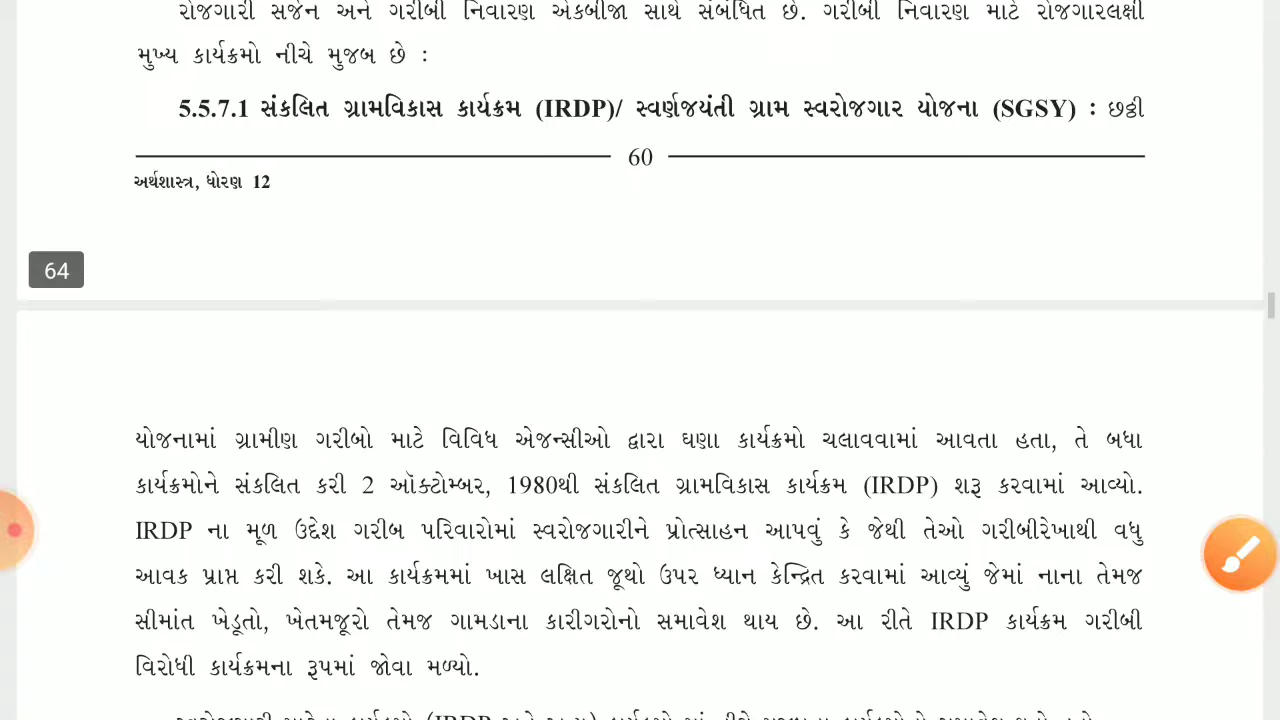 રોજગારી સર્જન અને ગરીબી નિવારણ એકબીજા સાથે સંબંધિત છે. ગરીબી નિવારણ માટે રોજગારલક્ષી
મુખ્ય કાર્યક્રમો નીચે મુજબ છે :
5.5.7.1 સંકલિત ગ્રામવિકાસ કાર્યક્રમ (IRDP)/ સ્વર્ણજયંતી ગ્રામ સ્વરોજગાર યોજના (SGSY) : છઠ્ઠી
60
અર્થશાસ્ત્ર, ધોરણ 12
64
યોજનામાં ગ્રામીણ ગરીબો માટે વિવિધ એજન્સીઓ દ્વારા ઘણા કાર્યક્રમો ચલાવવામાં આવતા હતા, તે બધા
કાર્યક્રમોને સંકલિત કરી 2 ઑક્ટોમ્બર, 1980થી સંકલિત ગ્રામવિકાસ કાર્યક્રમ (IRDP) શરૂ કરવામાં આવ્યો.
IRDP ના મૂળ ઉદ્દેશ ગરીબ પરિવારોમાં સ્વરોજગારીને પ્રોત્સાહન આપવું કે જેથી તેઓ ગરીબીરેખાથી વધુ
આવક પ્રાપ્ત કરી શકે. આ કાર્યક્રમમાં ખાસ લક્ષિત જૂથો ઉપર ધ્યાન કેન્દ્રિત કરવામાં આવ્યું જેમાં નાના તેમજ
સીમાંત ખેડૂતો, ખેતમજૂરો તેમજ ગામડાના કારીગરોનો સમાવેશ થાય છે. આ રીતે IRDP કાર્યક્રમ ગરીબી
વિરોધી કાર્યક્રમના રૂપમાં જોવા મળ્યો.